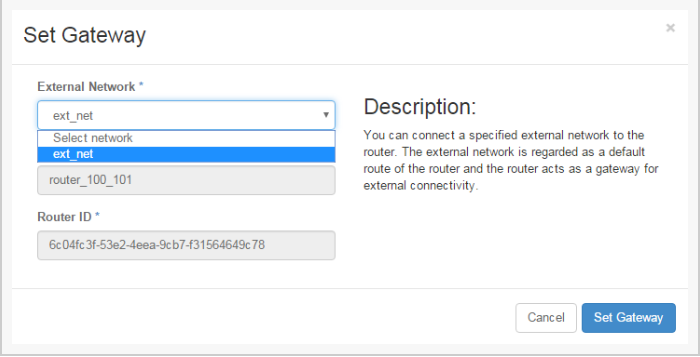 Set Gateway
×
External Network *
ext_net
Select network
ext_net
router_100_101
Router ID *
6c04fc3f-53e2-4eea-9cb7-f31564649c78
Description:
You can connect a specified external network to the
router. The external network is regarded as a default
route of the router and the router acts as a gateway for
external connectivity.
Cancel
Set Gateway